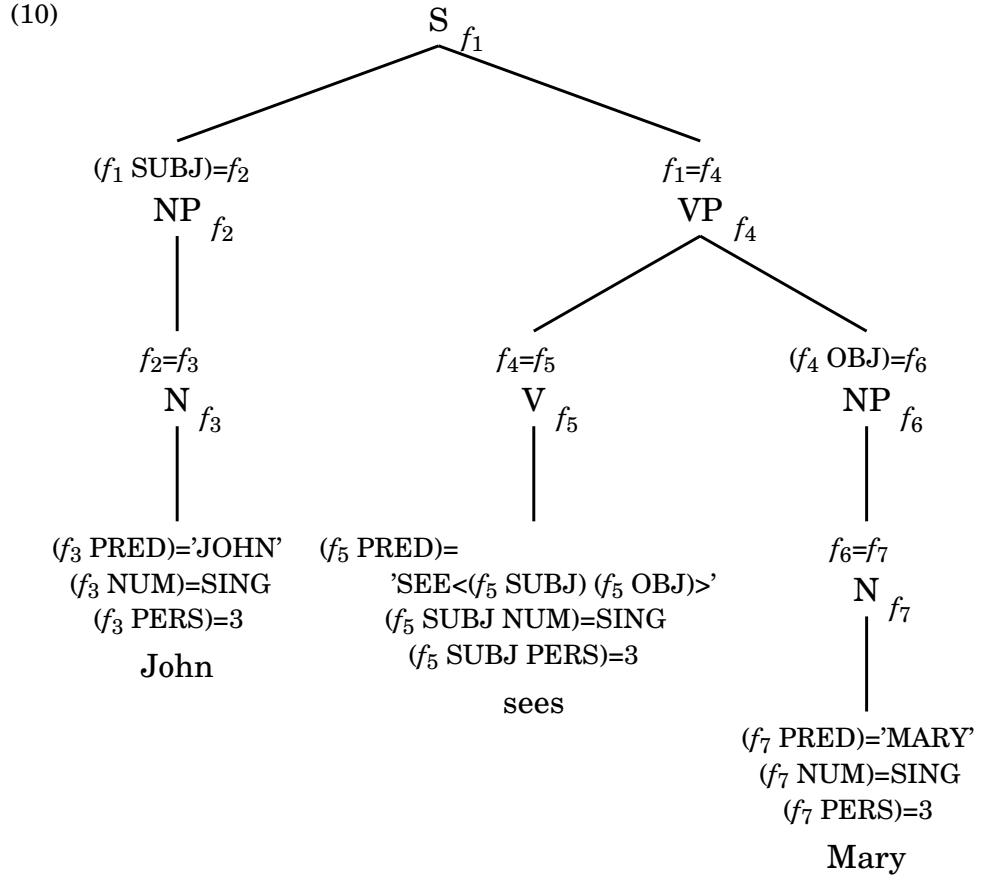 (10)
S f1
(f1 SUBJ)=f2
NP f2
f1=f4
VP f4
f2=f3
N f3
f4=f5
V f5
(f4 OBJ)=f6
NP f6
(f3 PRED)='JOHN’
(f3 NUM)=SING
(f3 PERS)=3
John
(f5 PRED)=
'SEE<(f5 SUBJ) (f5 OBJ)>’
(f5 SUBJ NUM)=SING
(f5 SUBJ PERS)=3
sees
f6=f7
N f7
(f7 PRED)='MARY’
(f7 NUM)=SING
(f7 PERS)=3
Mary